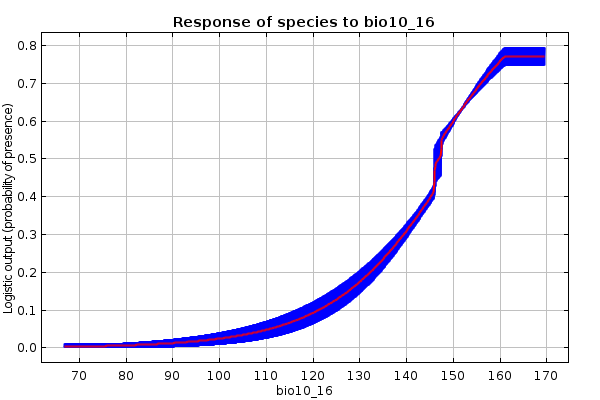 Response of species to bio10_16
Logistic output (probability of presence)
0.8
0.7
0.6
0.5
0.4
0.3
0.2
0.1
0.0
70 80 90 100 110 120 130 140 150 160 170
bio10_16